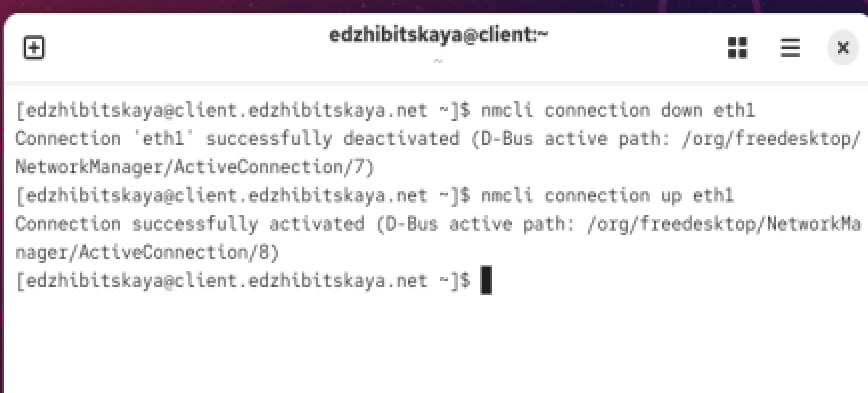 edzhibitskaya@client:~
~
[edzhibitskaya@client.edzhibitskaya.net ~]$ nmcli connection down eth1
Connection 'eth1' successfully deactivated (D-Bus active path: /org/freedesktop/
NetworkManager/ActiveConnection/7)
[edzhibitskaya@client.edzhibitskaya.net ~]$ nmcli connection up eth1
Connection successfully activated (D-Bus active path: /org/freedesktop/NetworkMa
nager/ActiveConnection/8)
[edzhibitskaya@client.edzhibitskaya.net ~]$